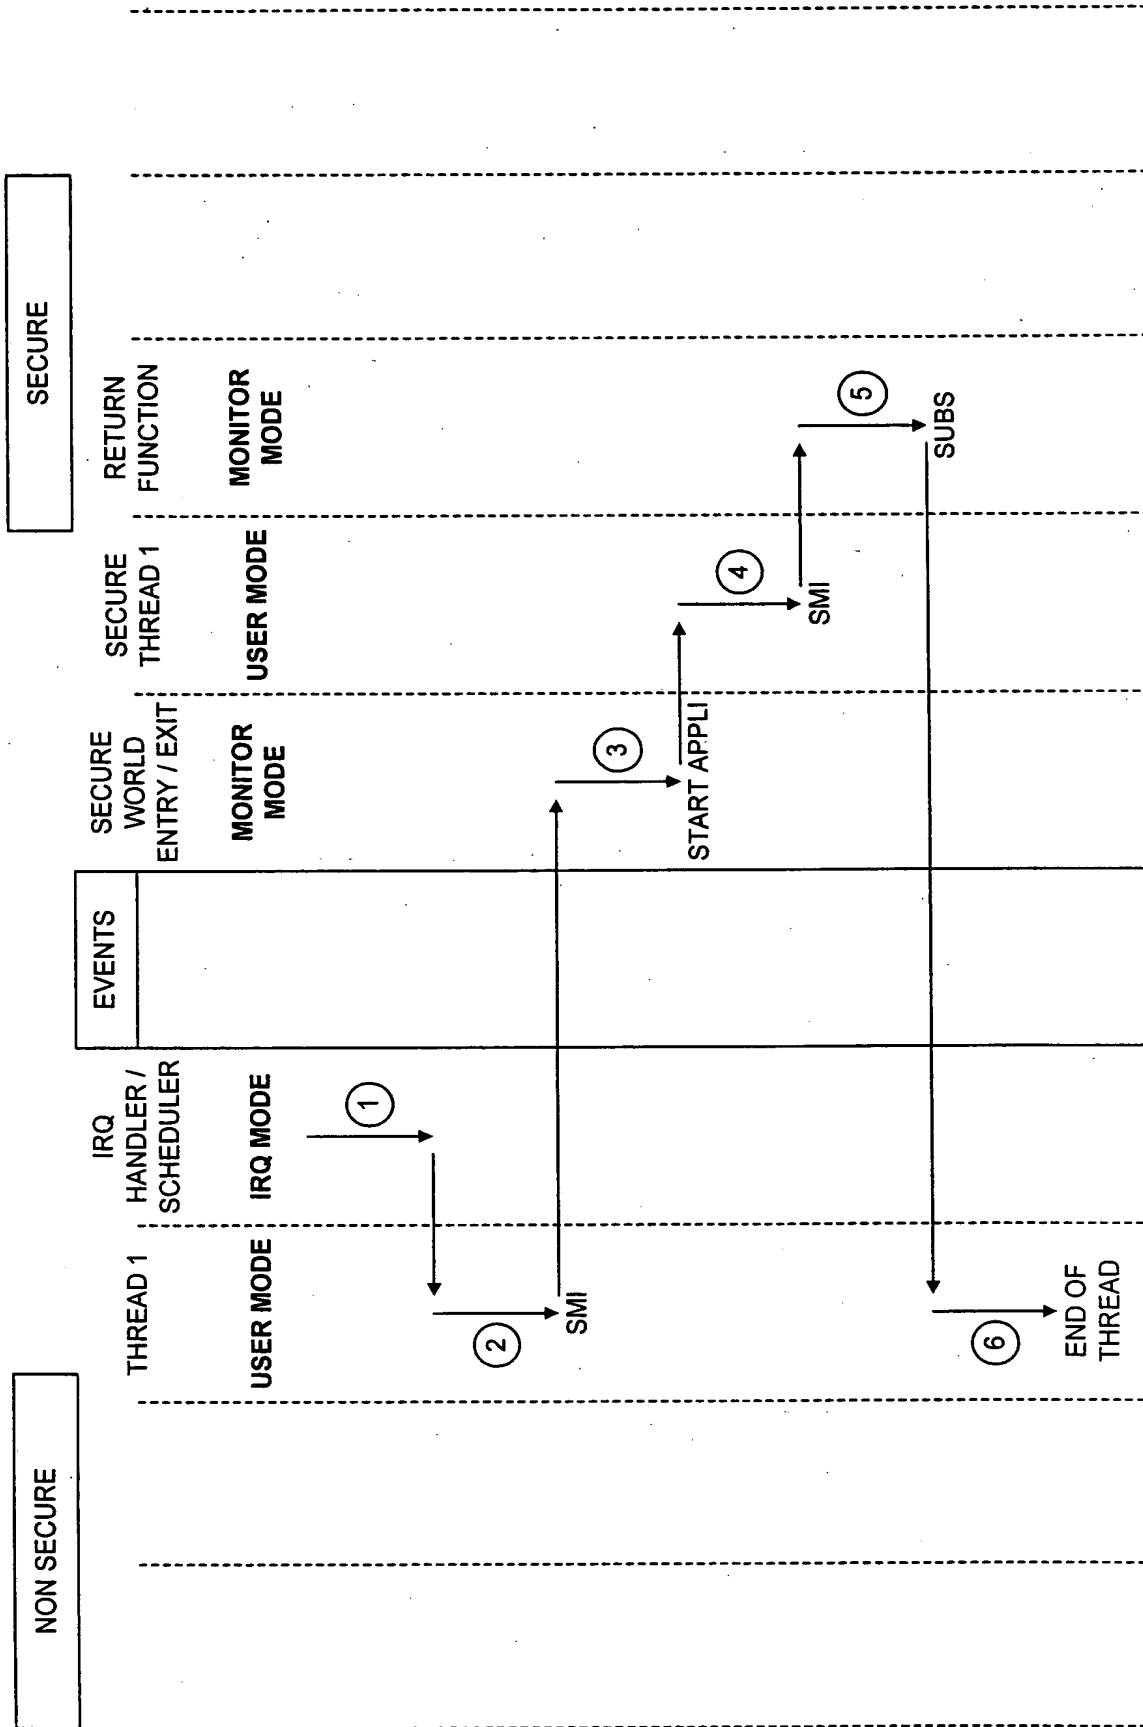 NON SECURE
SECURE
EVENTS
THREAD 1
USER MODE
IRQ
HANDLER /
SCHEDULER
IRQ MODE
SECURE
WORLD
ENTRY / EXIT
MONITOR
MODE
SECURE
THREAD 1
USER MODE
RETURN
FUNCTION
MONITOR
MODE
1
2
SMI
3
START APPLI
4
SMI
5
SUBS
6
END OF
THREAD